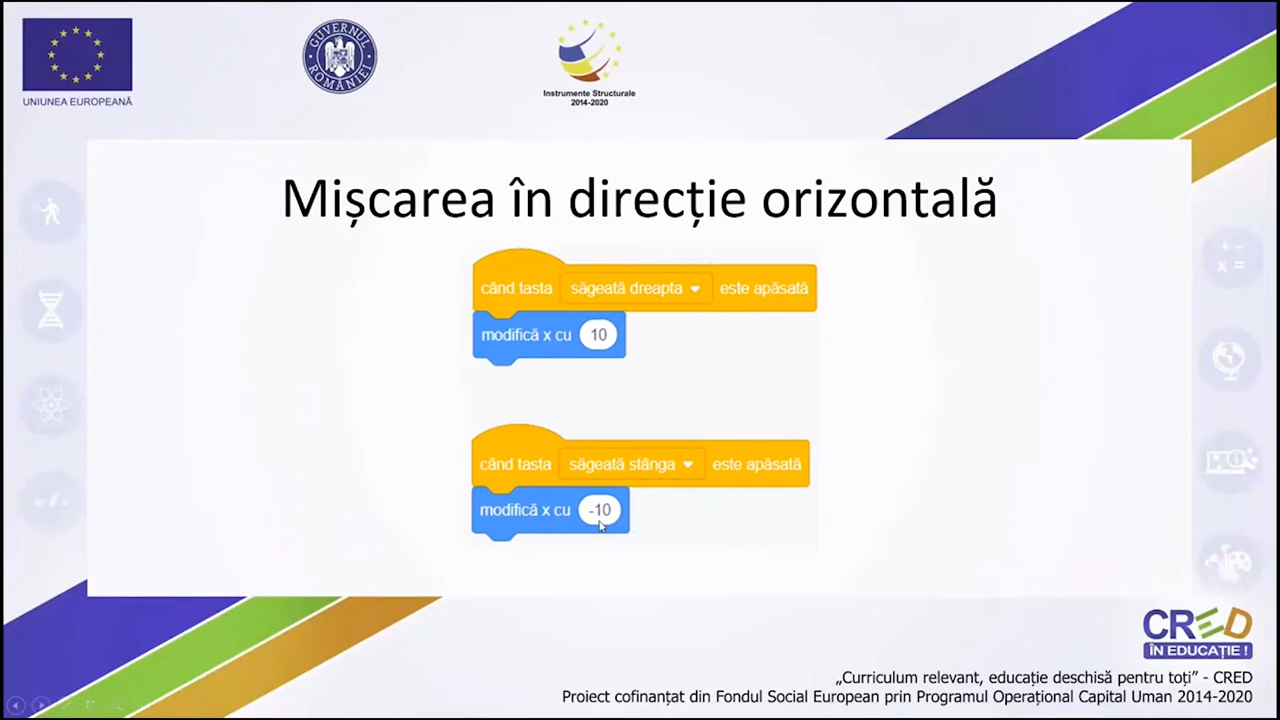 UNIUNEA EUROPEANĂ
GUVERNUL ROMÂNIEI
Instrumente Structurale
2014-2020
Mișcarea în direcție orizontală
când tasta săgeată dreapta este apăsată
modifică x cu 10
când tasta săgeată stânga este apăsată
modifică x cu -10
CRED
ÎN EDUCAȚIE !
„Curriculum relevant, educație deschisă pentru toți” - CRED
Proiect cofinanțat din Fondul Social European prin Programul Operațional Capital Uman 2014-2020